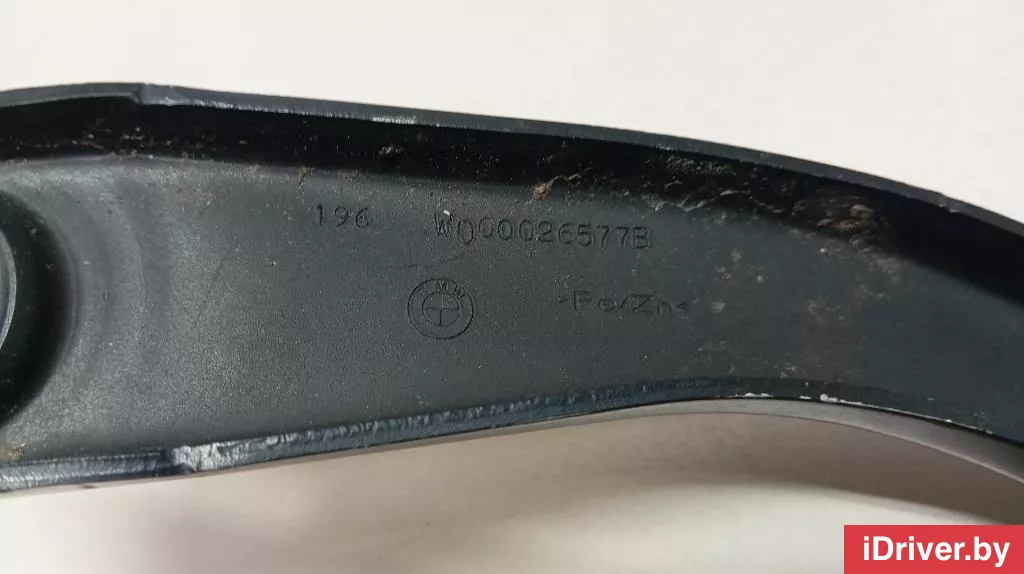 196 W000026577B
BMW
>Fe/Zn<
iDriver.by